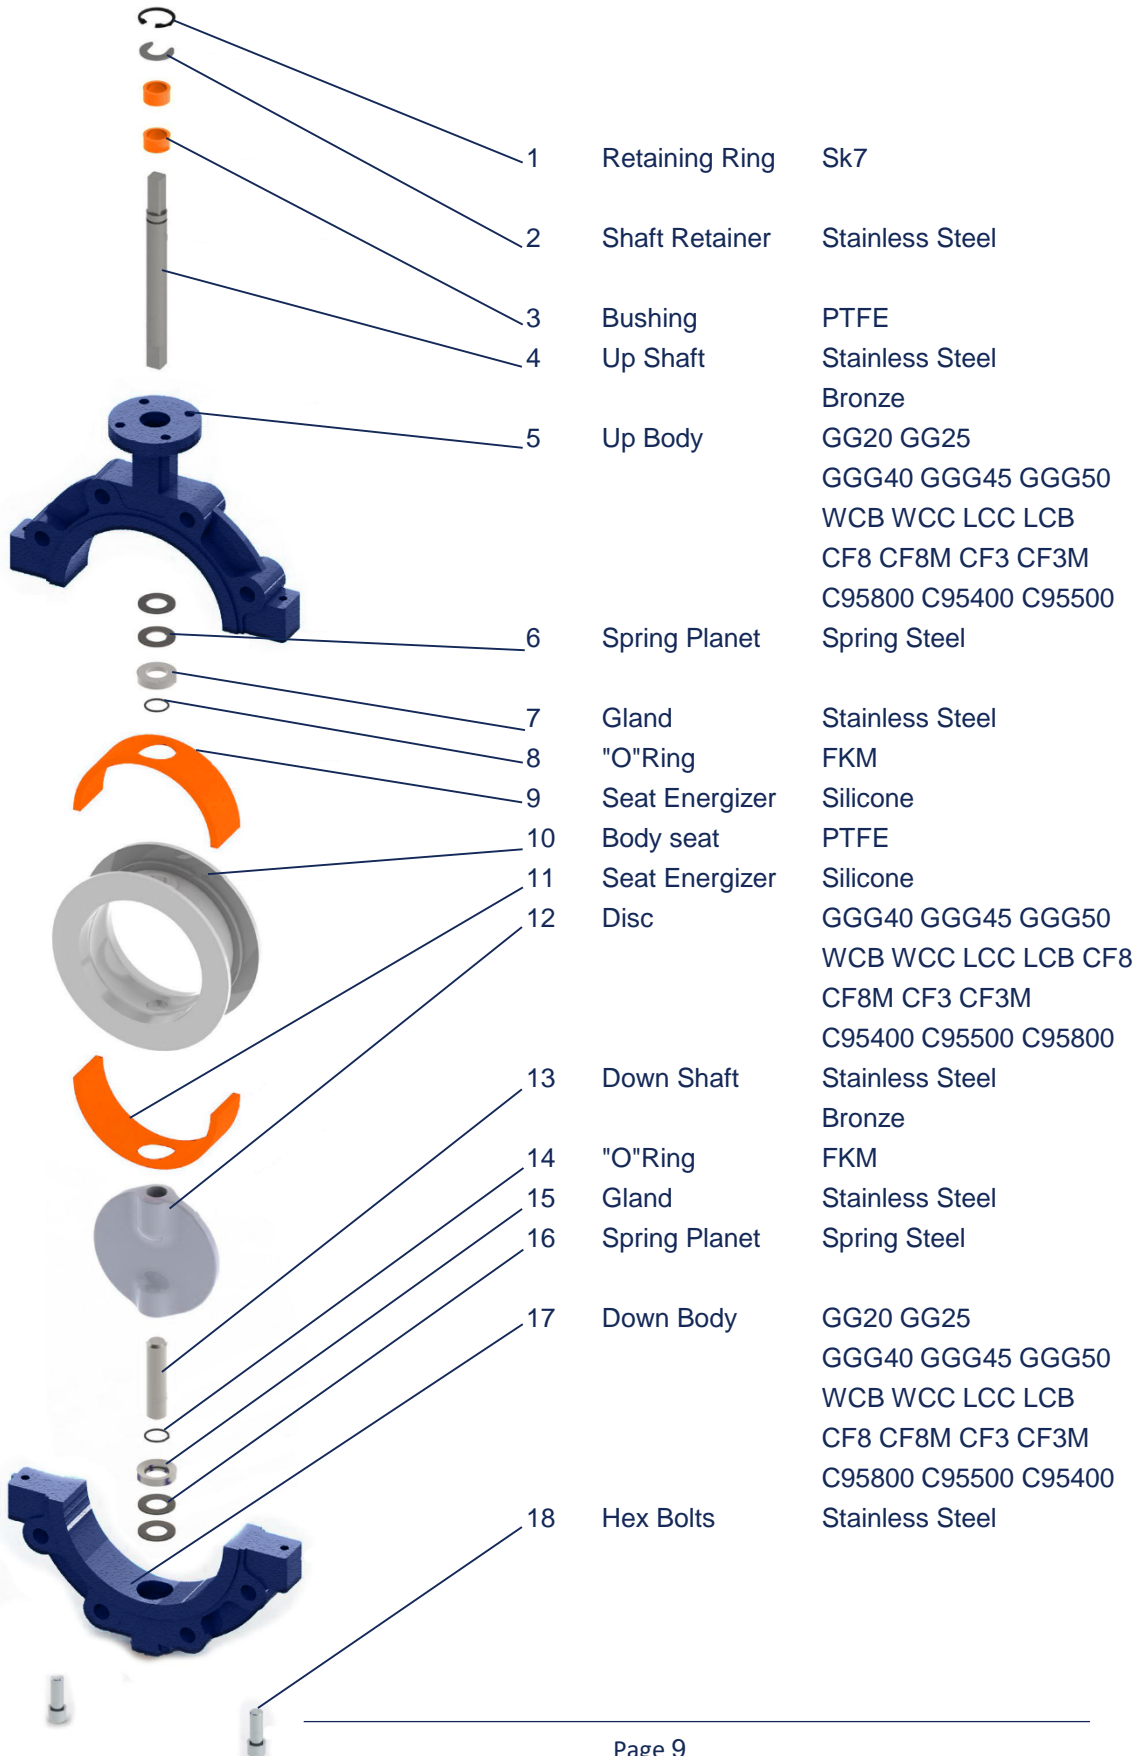 1 Retaining Ring Sk7
2 Shaft Retainer Stainless Steel
3 Bushing PTFE
4 Up Shaft Stainless Steel
Bronze
5 Up Body GG20 GG25
GGG40 GGG45 GGG50
WCB WCC LCC LCB
CF8 CF8M CF3 CF3M
C95800 C95400 C95500
6 Spring Planet Spring Steel
7 Gland Stainless Steel
8 "O"Ring FKM
9 Seat Energizer Silicone
10 Body seat PTFE
11 Seat Energizer Silicone
12 Disc GGG40 GGG45 GGG50
WCB WCC LCC LCB CF8
CF8M CF3 CF3M
C95400 C95500 C95800
13 Down Shaft Stainless Steel
Bronze
14 "O"Ring FKM
15 Gland Stainless Steel
16 Spring Planet Spring Steel
17 Down Body GG20 GG25
GGG40 GGG45 GGG50
WCB WCC LCC LCB
CF8 CF8M CF3 CF3M
C95800 C95500 C95400
18 Hex Bolts Stainless Steel
Page 9